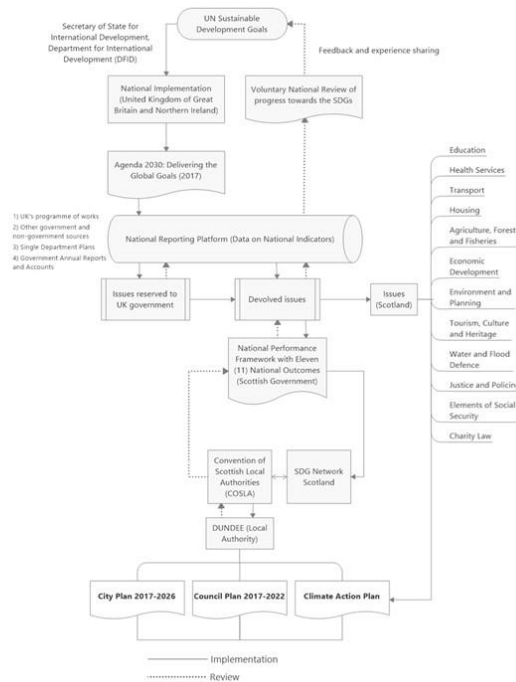 Secretary of State for
International Development,
Department for International
Development (DFID)
UN Sustainable
Development Goals
Feedback and experience sharing
National Implementation
(United Kingdom of Great
Britain and Northern Ireland)
Voluntary National Review of
progress towards the SDGs
Agenda 2030: Delivering the
Global Goals (2017)
1) UK's programme of works
2) Other government and
non-government sources
3) Single Department Plans
4) Government Annual Reports
and Accounts
National Reporting Platform (Data on National Indicators)
Issues reserved to
UK government
Devolved issues
Issues
(Scotland)
Education
Health Services
Transport
Housing
Agriculture, Forest
and Fisheries
Economic
Development
Environment and
Planning
Tourism, Culture
and Heritage
Water and Flood
Defence
Justice and Policing
Elements of Social
Security
Charity Law
National Performance
Framework with Eleven
(11) National Outcomes
(Scottish Government)
Convention of
Scottish Local
Authorities
(COSLA)
SDG Network
Scotland
DUNDEE (Local
Authority)
City Plan 2017-2026
Council Plan 2017-2022
Climate Action Plan
Implementation
Review